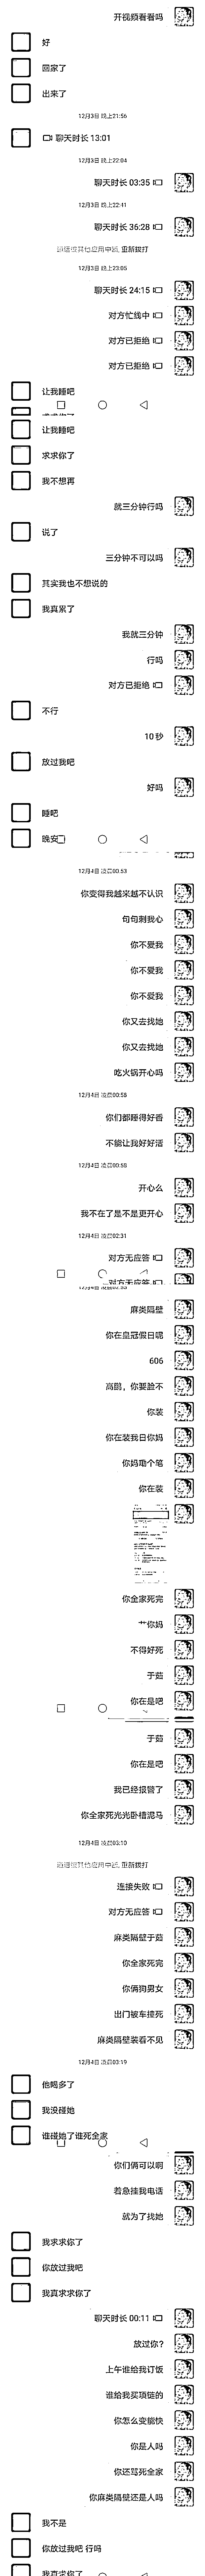 开视频看看吗
好
回家了
出来了
12月3日 晚上21:56
聊天时长 13:01
12月3日 晚上22:04
聊天时长 03:35
12月3日 晚上22:41
聊天时长 36:28
重新拨打
12月3日 晚上23:05
聊天时长 24:15
对方忙线中
对方已拒绝
对方已拒绝
让我睡吧
让我睡吧
求求你了
我不想再
就三分钟行吗
说了
三分钟不可以吗
其实我也不想说的
我真累了
我就三分钟
行吗
对方已拒绝
不行
10秒
放过我吧
好吗
睡吧
晚安
12月4日 凌晨00:53
你变得我越来越不认识
句句刺我心
你不爱我
你不爱我
你不爱我
你又去找她
你又去找她
吃火锅开心吗
12月4日 凌晨00:58
你们都睡得好香
不能让我好好活
12月4日 凌晨00:58
开心么
我不在了是不是更开心
12月4日 凌晨02:31
对方无应答
对方无应答
麻类隔壁
你在皇冠假日呢
606
高鹏，你要脸不
你装
你在装我日你妈
你妈嘞个笔
你在装
你全家死完
艹你妈
不得好死
于茹
你在是吧
于茹
你在是吧
我已经报警了
你全家死光光卧槽泥马
12月4日 凌晨03:10
重新拨打
连接失败
对方无应答
麻类隔壁于茹
你全家死完
你俩狗男女
出门被车撞死
麻类隔壁装看不见
12月4日 凌晨03:19
他喝多了
我没碰她
谁碰她了谁死全家
你们俩可以啊
着急挂我电话
就为了找她
我求求你了
你放过我吧
我真求求你了
聊天时长 00:11
放过你？
上午谁给我订饭
谁给我买项链的
你怎么变能快
你是人吗
你还骂死全家
你麻类隔壁还是人吗
我不是
你放过我吧 行吗
我真求你了